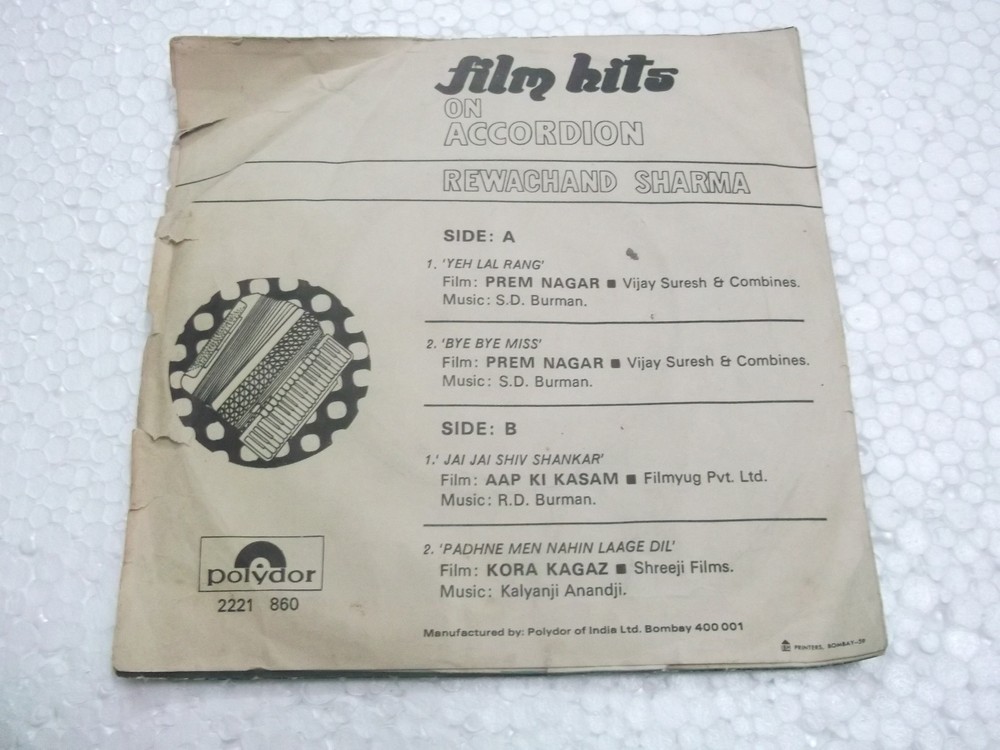 film hits
ON
ACCORDION
REWACHAND SHARMA
SIDE: A
1. 'YEH LAL RANG'
Film: PREM NAGAR ■ Vijay Suresh & Combines.
Music: S.D. Burman.
2. 'BYE BYE MISS'
Film: PREM NAGAR ■ Vijay Suresh & Combines.
Music: S.D. Burman.
SIDE: B
1.' JAI JAI SHIV SHANKAR'
Film: AAP KI KASAM ■ Filmyug Pvt. Ltd.
Music: R.D. Burman.
2. 'PADHNE MEN NAHIN LAAGE DIL'
Film: KORA KAGAZ ■ Shreeji Films.
Music: Kalyanji Anandji.
polydor
2221 860
Manufactured by: Polydor of India Ltd. Bombay 400 001
PRINTERS, BOMBAY-